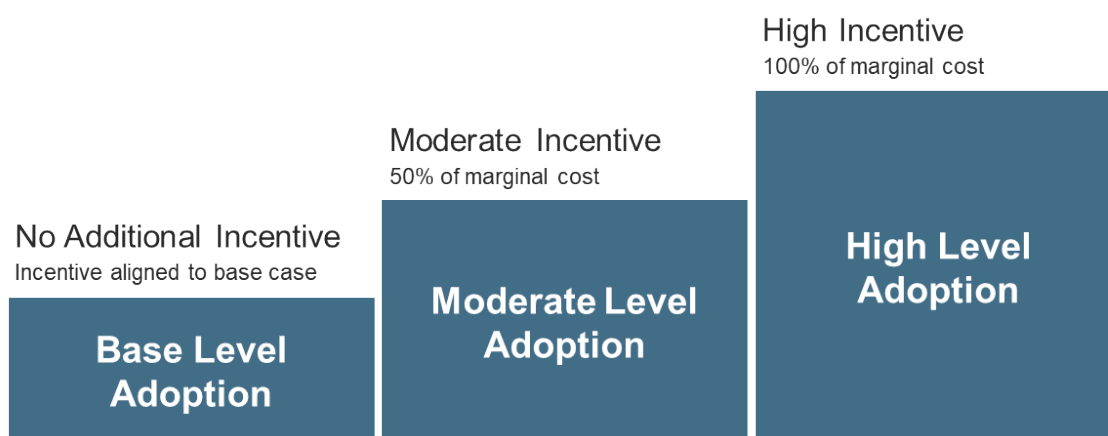 No Additional Incentive
Incentive aligned to base case
Base Level
Adoption
Moderate Incentive
50% of marginal cost
Moderate Level
Adoption
High Incentive
100% of marginal cost
High Level
Adoption